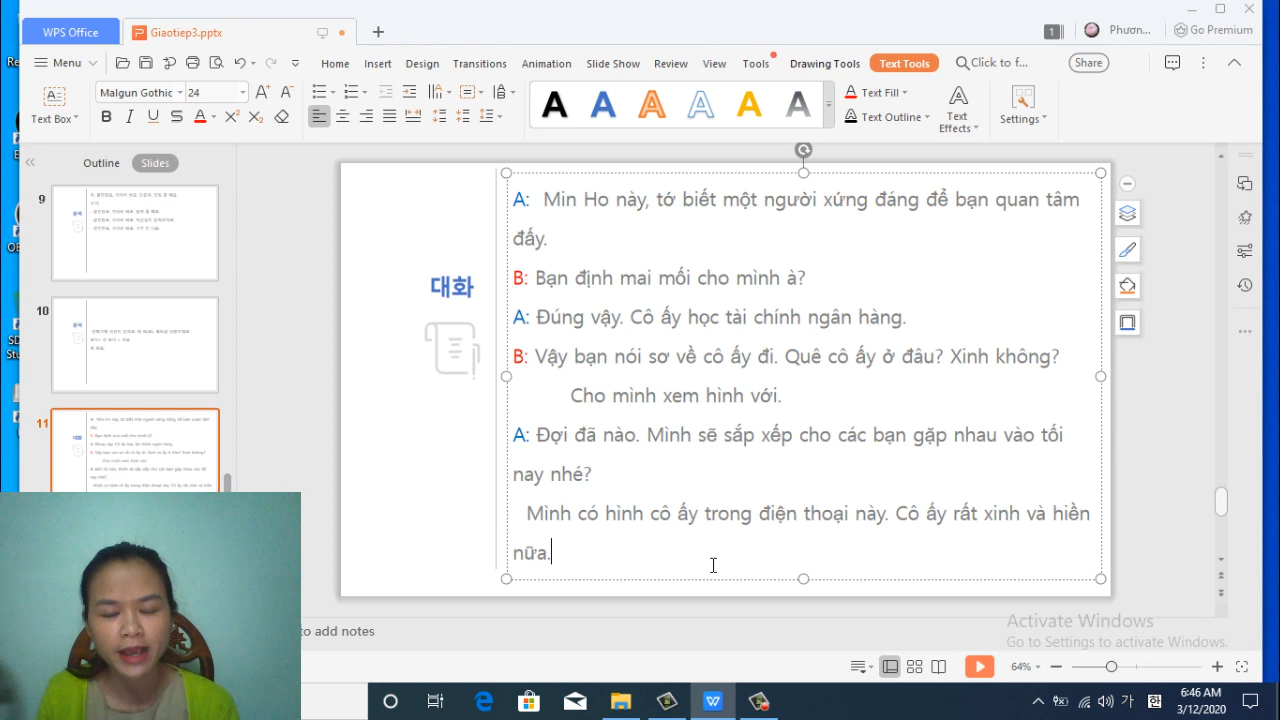 WPS Office
Giaotiep3.pptx
1
Phươn...
Go Premium
Menu
Home
Insert
Design
Transitions
Animation
Slide Show
Review
View
Tools
Drawing Tools
Text Tools
Click to f...
Share
Text Box
Malgun Gothic
24
Text Fill
Text Outline
Text
Effects
Settings
Outline
Slides
9
10
11
대화
A: Min Ho này, tớ biết một người xứng đáng để bạn quan tâm
đấy.
B: Bạn định mai mối cho mình à?
A: Đúng vậy. Cô ấy học tài chính ngân hàng.
B: Vậy bạn nói sơ về cô ấy đi. Quê cô ấy ở đâu? Xinh không?
Cho mình xem hình với.
A: Đợi đã nào. Mình sẽ sắp xếp cho các bạn gặp nhau vào tối
nay nhé?
Mình có hình cô ấy trong điện thoại này. Cô ấy rất xinh và hiền
nữa.
to add notes
Activate Windows
Go to Settings to activate Windows.
64%
가
한
6:46 AM
3/12/2020